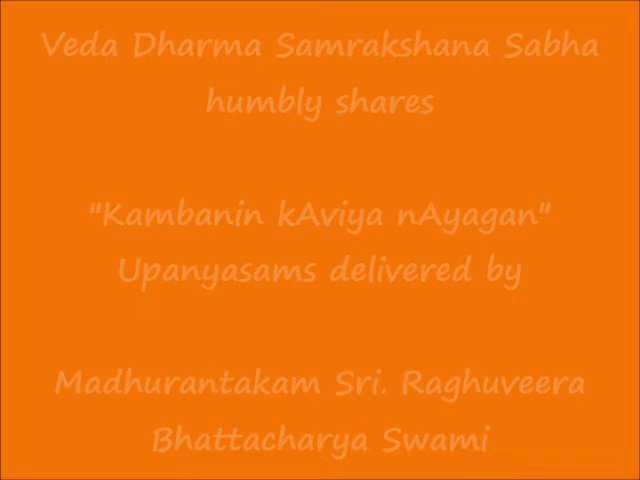 Veda Dharma Samrakshana Sabha
humbly shares
"Kambanin kAviya nAyagan"
Upanyasams delivered by
Madhurantakam Sri. Raghuveera
Bhattacharya Swami